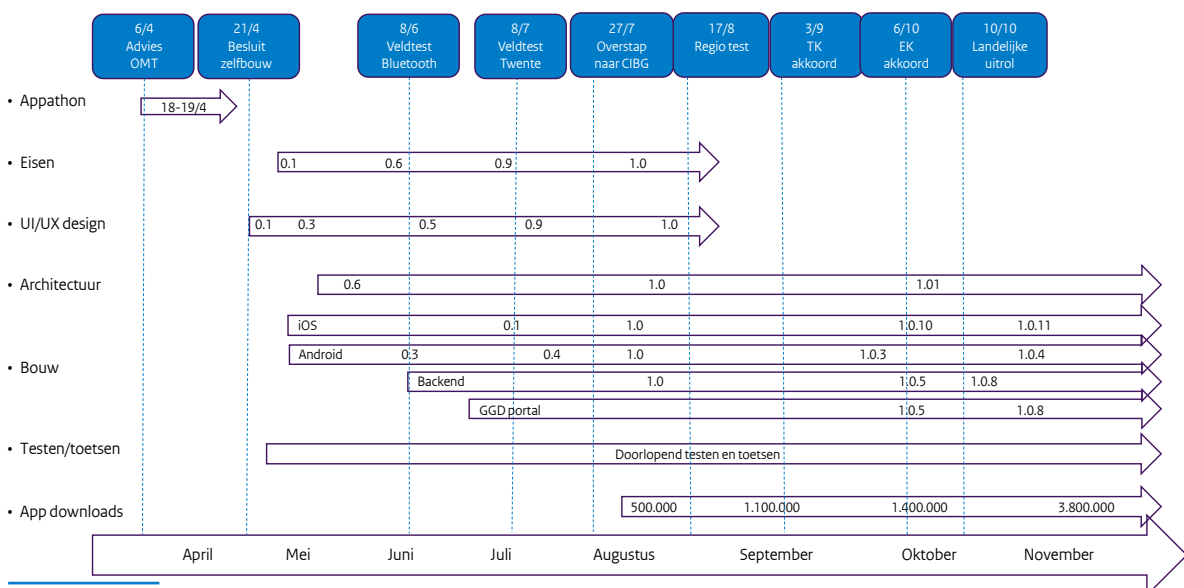 6/4
Advies
OMT
21/4
Besluit
zelfbouw
8/6
Veldtest
Bluetooth
8/7
Veldtest
Twente
27/7
Overstap
naar CIBG
17/8
Regio test
3/9
TK
akkoord
6/10
EK
akkoord
10/10
Landelijke
uitrol
• Appathon
18-19/4
• Eisen
0.1 0.6 0.9 1.0
• UI/UX design
0.1 0.3 0.5 0.9 1.0
• Architectuur
0.6 1.0 1.01
• Bouw
iOS 0.1 1.0 1.0.10 1.0.11
Android 0.3 0.4 1.0 1.0.3 1.0.4
Backend 1.0 1.0.5 1.0.8
GGD portal 1.0.5 1.0.8
• Testen/toetsen
Doorlopend testen en toetsen
• App downloads
500.000 1.100.000 1.400.000 3.800.000
April Mei Juni Juli Augustus September Oktober November